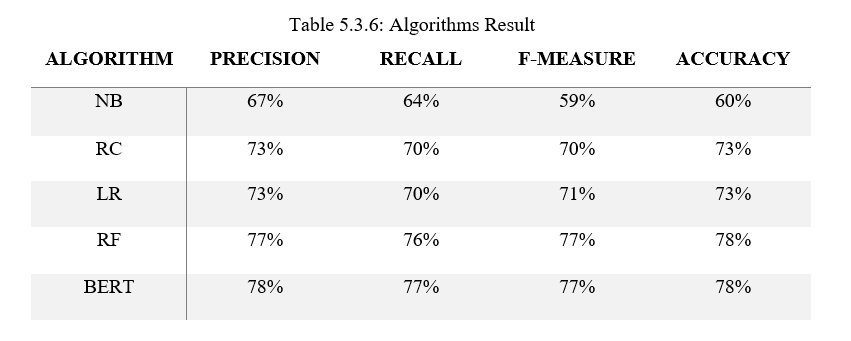 Table 5.3.6: Algorithms Result
ALGORITHM PRECISION RECALL F-MEASURE ACCURACY
NB 67% 64% 59% 60%
RC 73% 70% 70% 73%
LR 73% 70% 71% 73%
RF 77% 76% 77% 78%
BERT 78% 77% 77% 78%